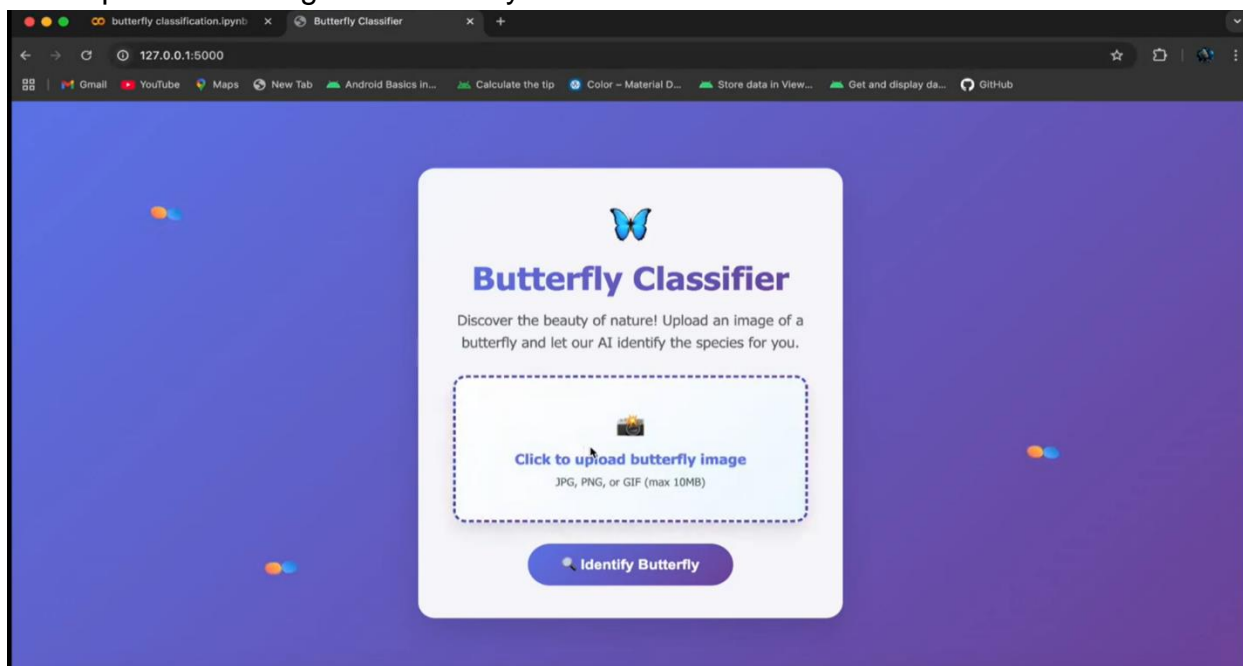 butterfly classification.ipynb
Butterfly Classifier
127.0.0.1:5000
Gmail YouTube Maps New Tab Android Basics in... Calculate the tip Color – Material D... Store data in View... Get and display da... GitHub
Butterfly Classifier
Discover the beauty of nature! Upload an image of a
butterfly and let our AI identify the species for you.
Click to upload butterfly image
JPG, PNG, or GIF (max 10MB)
Identify Butterfly